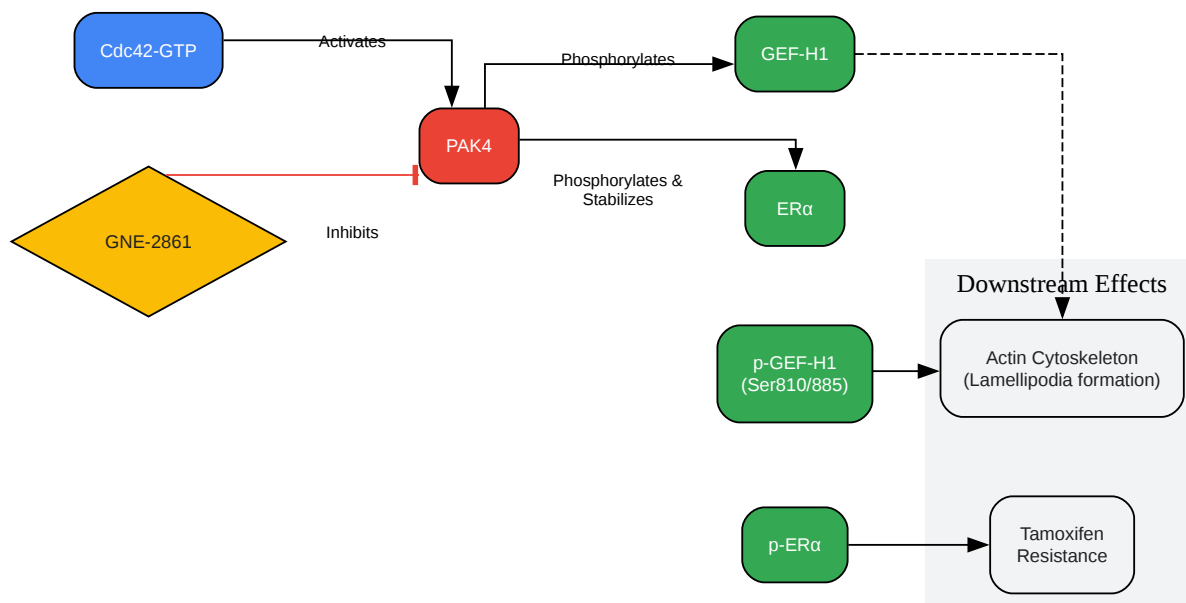 Cdc42-GTP
Activates
Phosphorylates
GEF-H1
PAK4
Phosphorylates &
Stabilizes
ERα
GNE-2861
Inhibits
Downstream Effects
p-GEF-H1
(Ser810/885)
Actin Cytoskeleton
(Lamellipodia formation)
p-ERα
Tamoxifen
Resistance